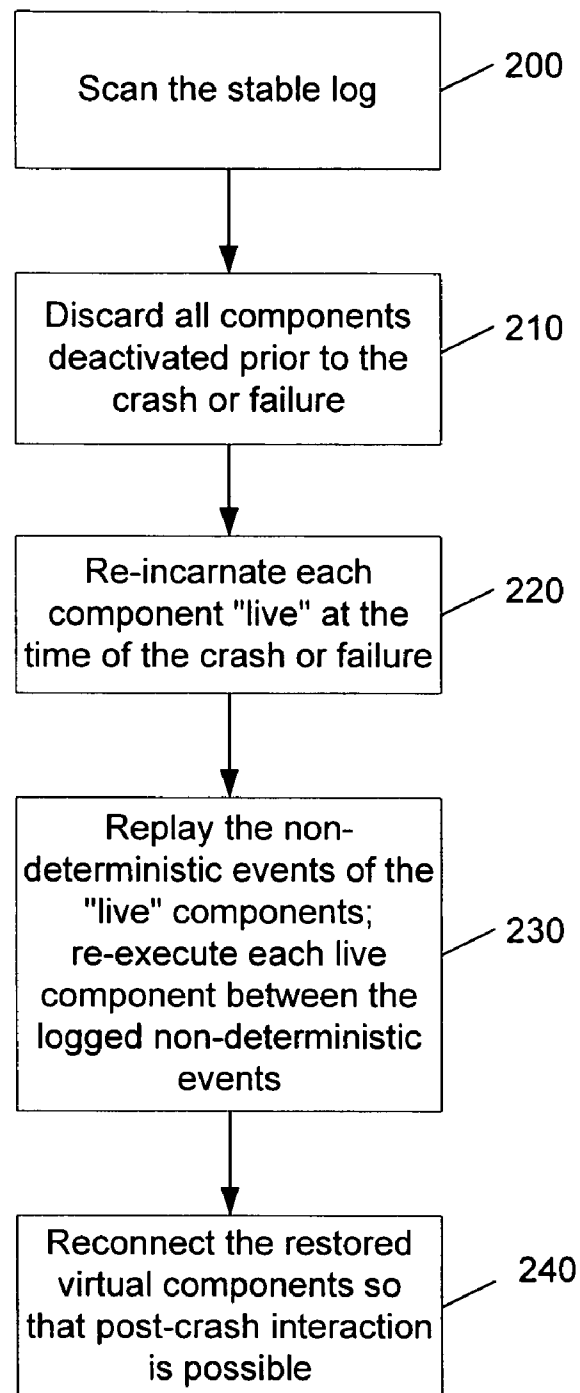 Scan the stable log
200
Discard all components
deactivated prior to the
crash or failure
210
Re-incarnate each
component "live" at the
time of the crash or failure
220
Replay the non-
deterministic events of the
"live" components;
re-execute each live
component between the
logged non-deterministic
events
230
Reconnect the restored
virtual components so
that post-crash interaction
is possible
240